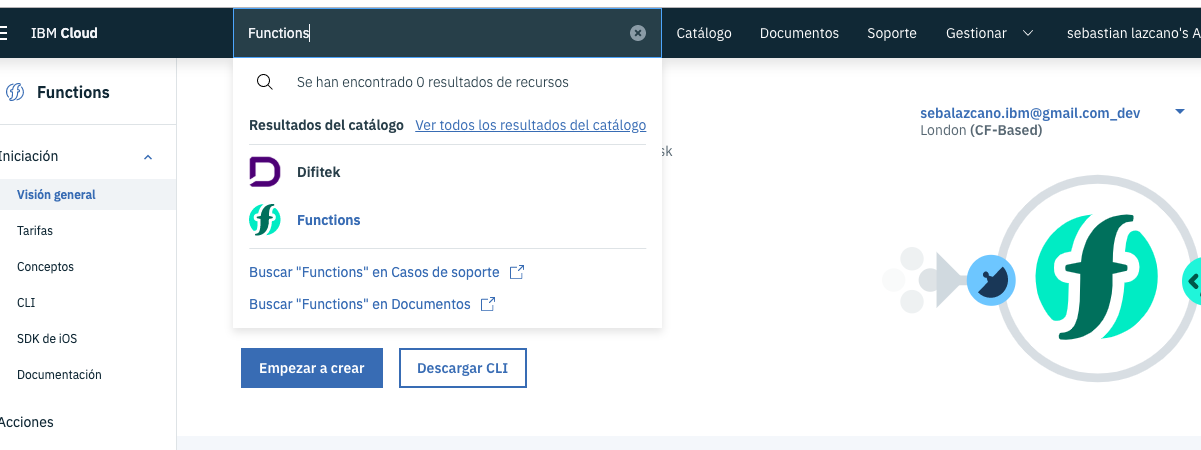 IBM Cloud
Functions
Catálogo
Documentos
Soporte
Gestionar
sebastian lazcano's A
Functions
Iniciación
Visión general
Tarifas
Conceptos
CLI
SDK de iOS
Documentación
Acciones
Se han encontrado 0 resultados de recursos
Resultados del catálogo Ver todos los resultados del catálogo
Difitek
Functions
Buscar "Functions" en Casos de soporte
Buscar "Functions" en Documentos
Empezar a crear
Descargar CLI
sk
sebalazcano.ibm@gmail.com_dev
London (CF-Based)